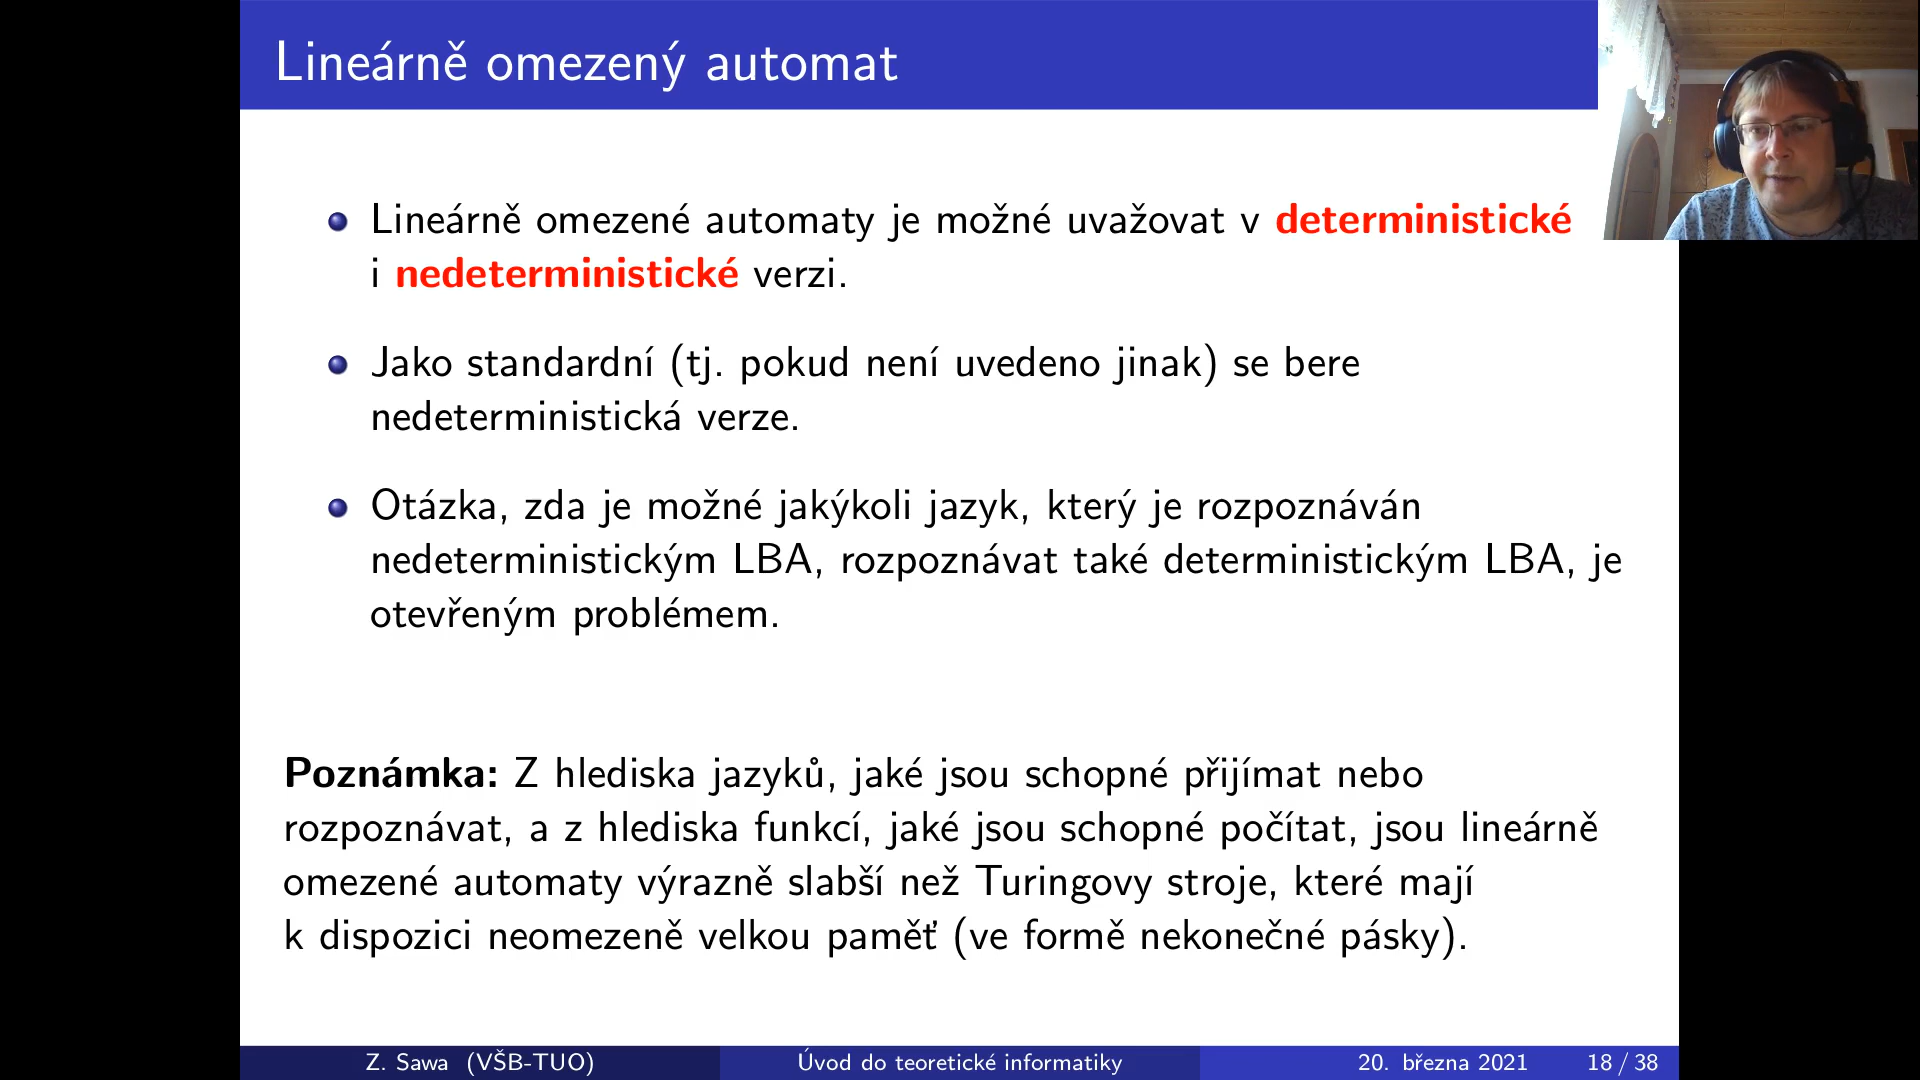 Lineárně omezený automat
Lineárně omezené automaty je možné uvažovat v deterministické
i nedeterministické verzi.
Jako standardní (tj. pokud není uvedeno jinak) se bere
nedeterministická verze.
Otázka, zda je možné jakýkoli jazyk, který je rozpoznáván
nedeterministickým LBA, rozpoznávat také deterministickým LBA, je
otevřeným problémem.
Poznámka: Z hlediska jazyků, jaké jsou schopné přijímat nebo
rozpoznávat, a z hlediska funkcí, jaké jsou schopné počítat, jsou lineárně
omezené automaty výrazně slabší než Turingovy stroje, které mají
k dispozici neomezeně velkou paměť (ve formě nekonečné pásky).
Z. Sawa (VŠB-TUO) Úvod do teoretické informatiky 20. března 2021 18 / 38